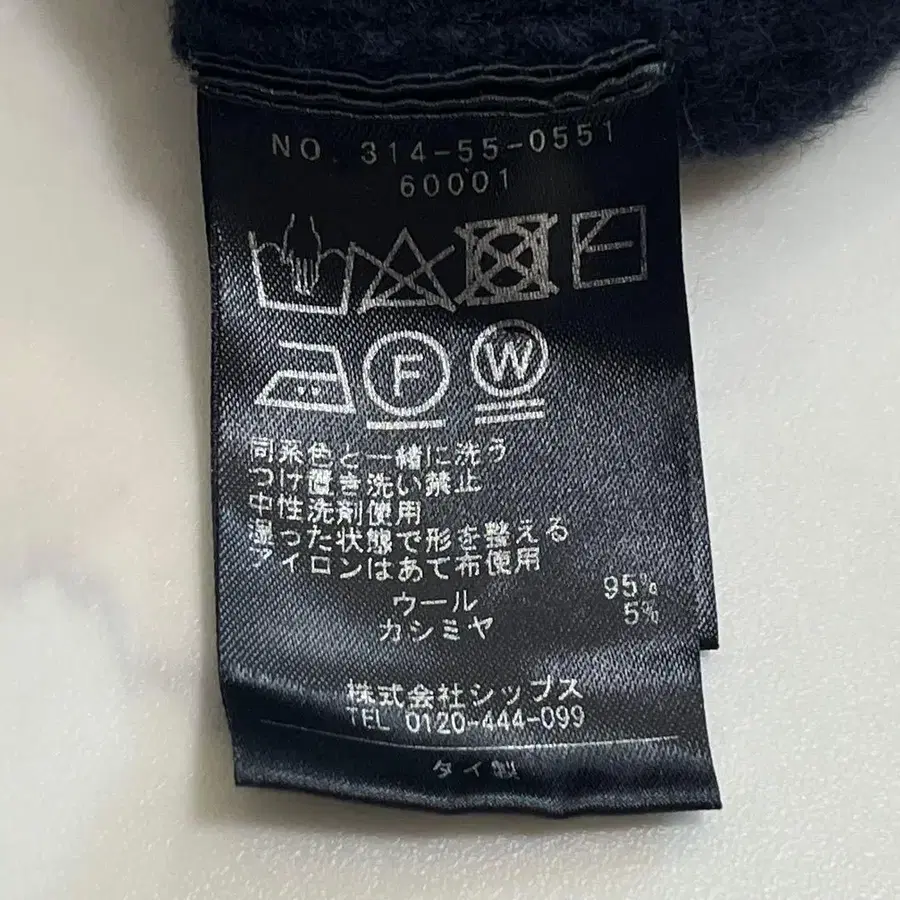 NO. 314-55-0551
60001
F W
同系色と一緒に洗う
つけ置き洗い禁止
中性洗剤使用
湿った状態で形を整える
アイロンはあて布使用
ウール 95%
カシミヤ 5%
株式会社シップス
TEL 0120-444-099
タイ製